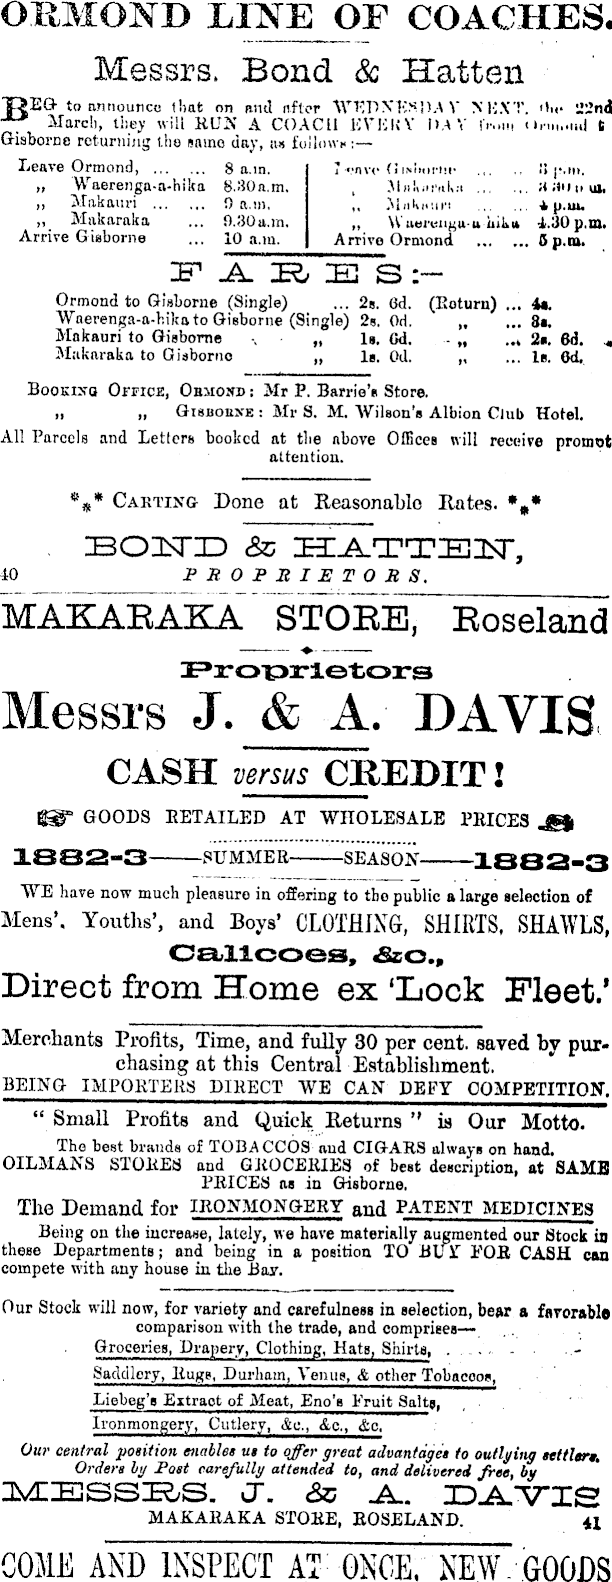 ORMOND LINE OF COACHES.
Messrs. Bond & Hatten
BEG to announce that on and after WEDNESDAY NEXT, the 22nd
March, they will RUN A COACH EVERY DAY from Ormond t
Gisborne returning the same day, as follows:—
Leave Ormond, ... ... 8 a.m.
„ Waerenga-a-hika 8.30 a.m.
„ Makauri ... ... 9 a.m.
„ Makaraka ... 9.30 a.m.
Arrive Gisborne ... 10 a.m.
Leave Gisborne ... ... 3 p.m.
Makaraka ... ... 3.30 p.m.
„ Makauri ... ... 4 p.m.
„ Waerenga-a-hika 4.30 p.m.
Arrive Ormond ... ... 5 p.m.
FARES:—
Ormond to Gisborne (Single) ... 2s. 6d. (Return) ... 4s.
Waerenga-a-hika to Gisborne (Single) 2s. 0d. „ ... 3s.
Makauri to Gisborne „ 1s. 6d. „ ... 2s. 6d.
Makaraka to Gisborne „ 1s. 0d. „ ... 1s. 6d.
BOOKING OFFICE, ORMOND: Mr P. Barrie's Store.
„ „ GISBORNE: Mr S. M. Wilson's Albion Club Hotel.
All Parcels and Letters booked at the above Offices will receive prompt
attention.
*** CARTING Done at Reasonable Rates. ***
BOND & HATTEN,
40 PROPRIETORS.
MAKARAKA STORE, Roseland
Proprietors
Messrs J. & A. DAVIS
CASH versus CREDIT!
GOODS RETAILED AT WHOLESALE PRICES
1882-3——SUMMER——SEASON——1882-3
WE have now much pleasure in offering to the public a large selection of
Mens', Youths', and Boys' CLOTHING, SHIRTS, SHAWLS,
Calicoes, &c.,
Direct from Home ex 'Lock Fleet.'
Merchants Profits, Time, and fully 30 per cent. saved by pur-
chasing at this Central Establishment.
BEING IMPORTERS DIRECT WE CAN DEFY COMPETITION.
" Small Profits and Quick Returns " is Our Motto.
The best brands of TOBACCOS and CIGARS always on hand.
OILMANS STORES and GROCERIES of best description, at SAME
PRICES as in Gisborne.
The Demand for IRONMONGERY and PATENT MEDICINES
Being on the increase, lately, we have materially augmented our Stock in
these Departments; and being in a position TO BUY FOR CASH can
compete with any house in the Bay.
Our Stock will now, for variety and carefulness in selection, bear a favorable
comparison with the trade, and comprises—
Groceries, Drapery, Clothing, Hats, Shirts,
Saddlery, Rugs, Durham, Venus, & other Tobaccos,
Liebeg's Extract of Meat, Eno's Fruit Salts,
Ironmongery, Cutlery, &c., &c., &c.
Our central position enables us to offer great advantages to outlying settlers.
Orders by Post carefully attended to, and delivered free, by
MESSRS. J. & A. DAVIS
MAKARAKA STORE, ROSELAND. 41
COME AND INSPECT AT ONCE, NEW GOODS